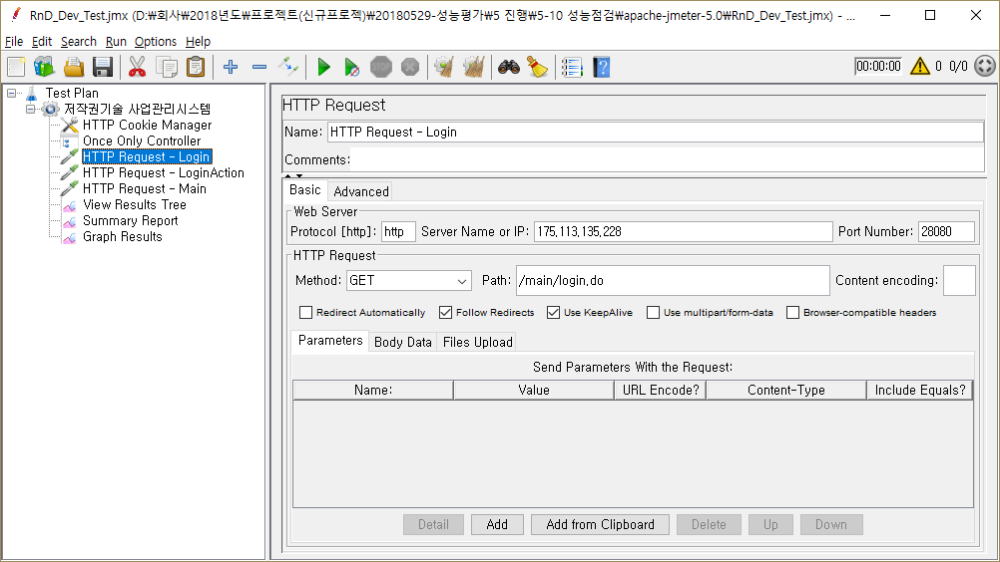 RnD_Dev_Test.jmx (D:₩회사₩2018년도₩프로젝트(신규프로젝)₩20180529-성능평가₩5 진행₩5-10 성능점검₩apache-jmeter-5.0₩RnD_Dev_Test.jmx) - ...
File Edit Search Run Options Help
00:00:00 0 0/0
Test Plan
저작권기술 사업관리시스템
HTTP Cookie Manager
Once Only Controller
HTTP Request - Login
HTTP Request - LoginAction
HTTP Request - Main
View Results Tree
Summary Report
Graph Results
HTTP Request
Name: HTTP Request - Login
Comments:
Basic Advanced
Web Server
Protocol [http]: http Server Name or IP: 175.113.135.228 Port Number: 28080
HTTP Request
Method: GET Path: /main/login.do Content encoding:
Redirect Automatically Follow Redirects Use KeepAlive Use multipart/form-data Browser-compatible headers
Parameters Body Data Files Upload
Send Parameters With the Request:
Name: Value URL Encode? Content-Type Include Equals?
Detail Add Add from Clipboard Delete Up Down